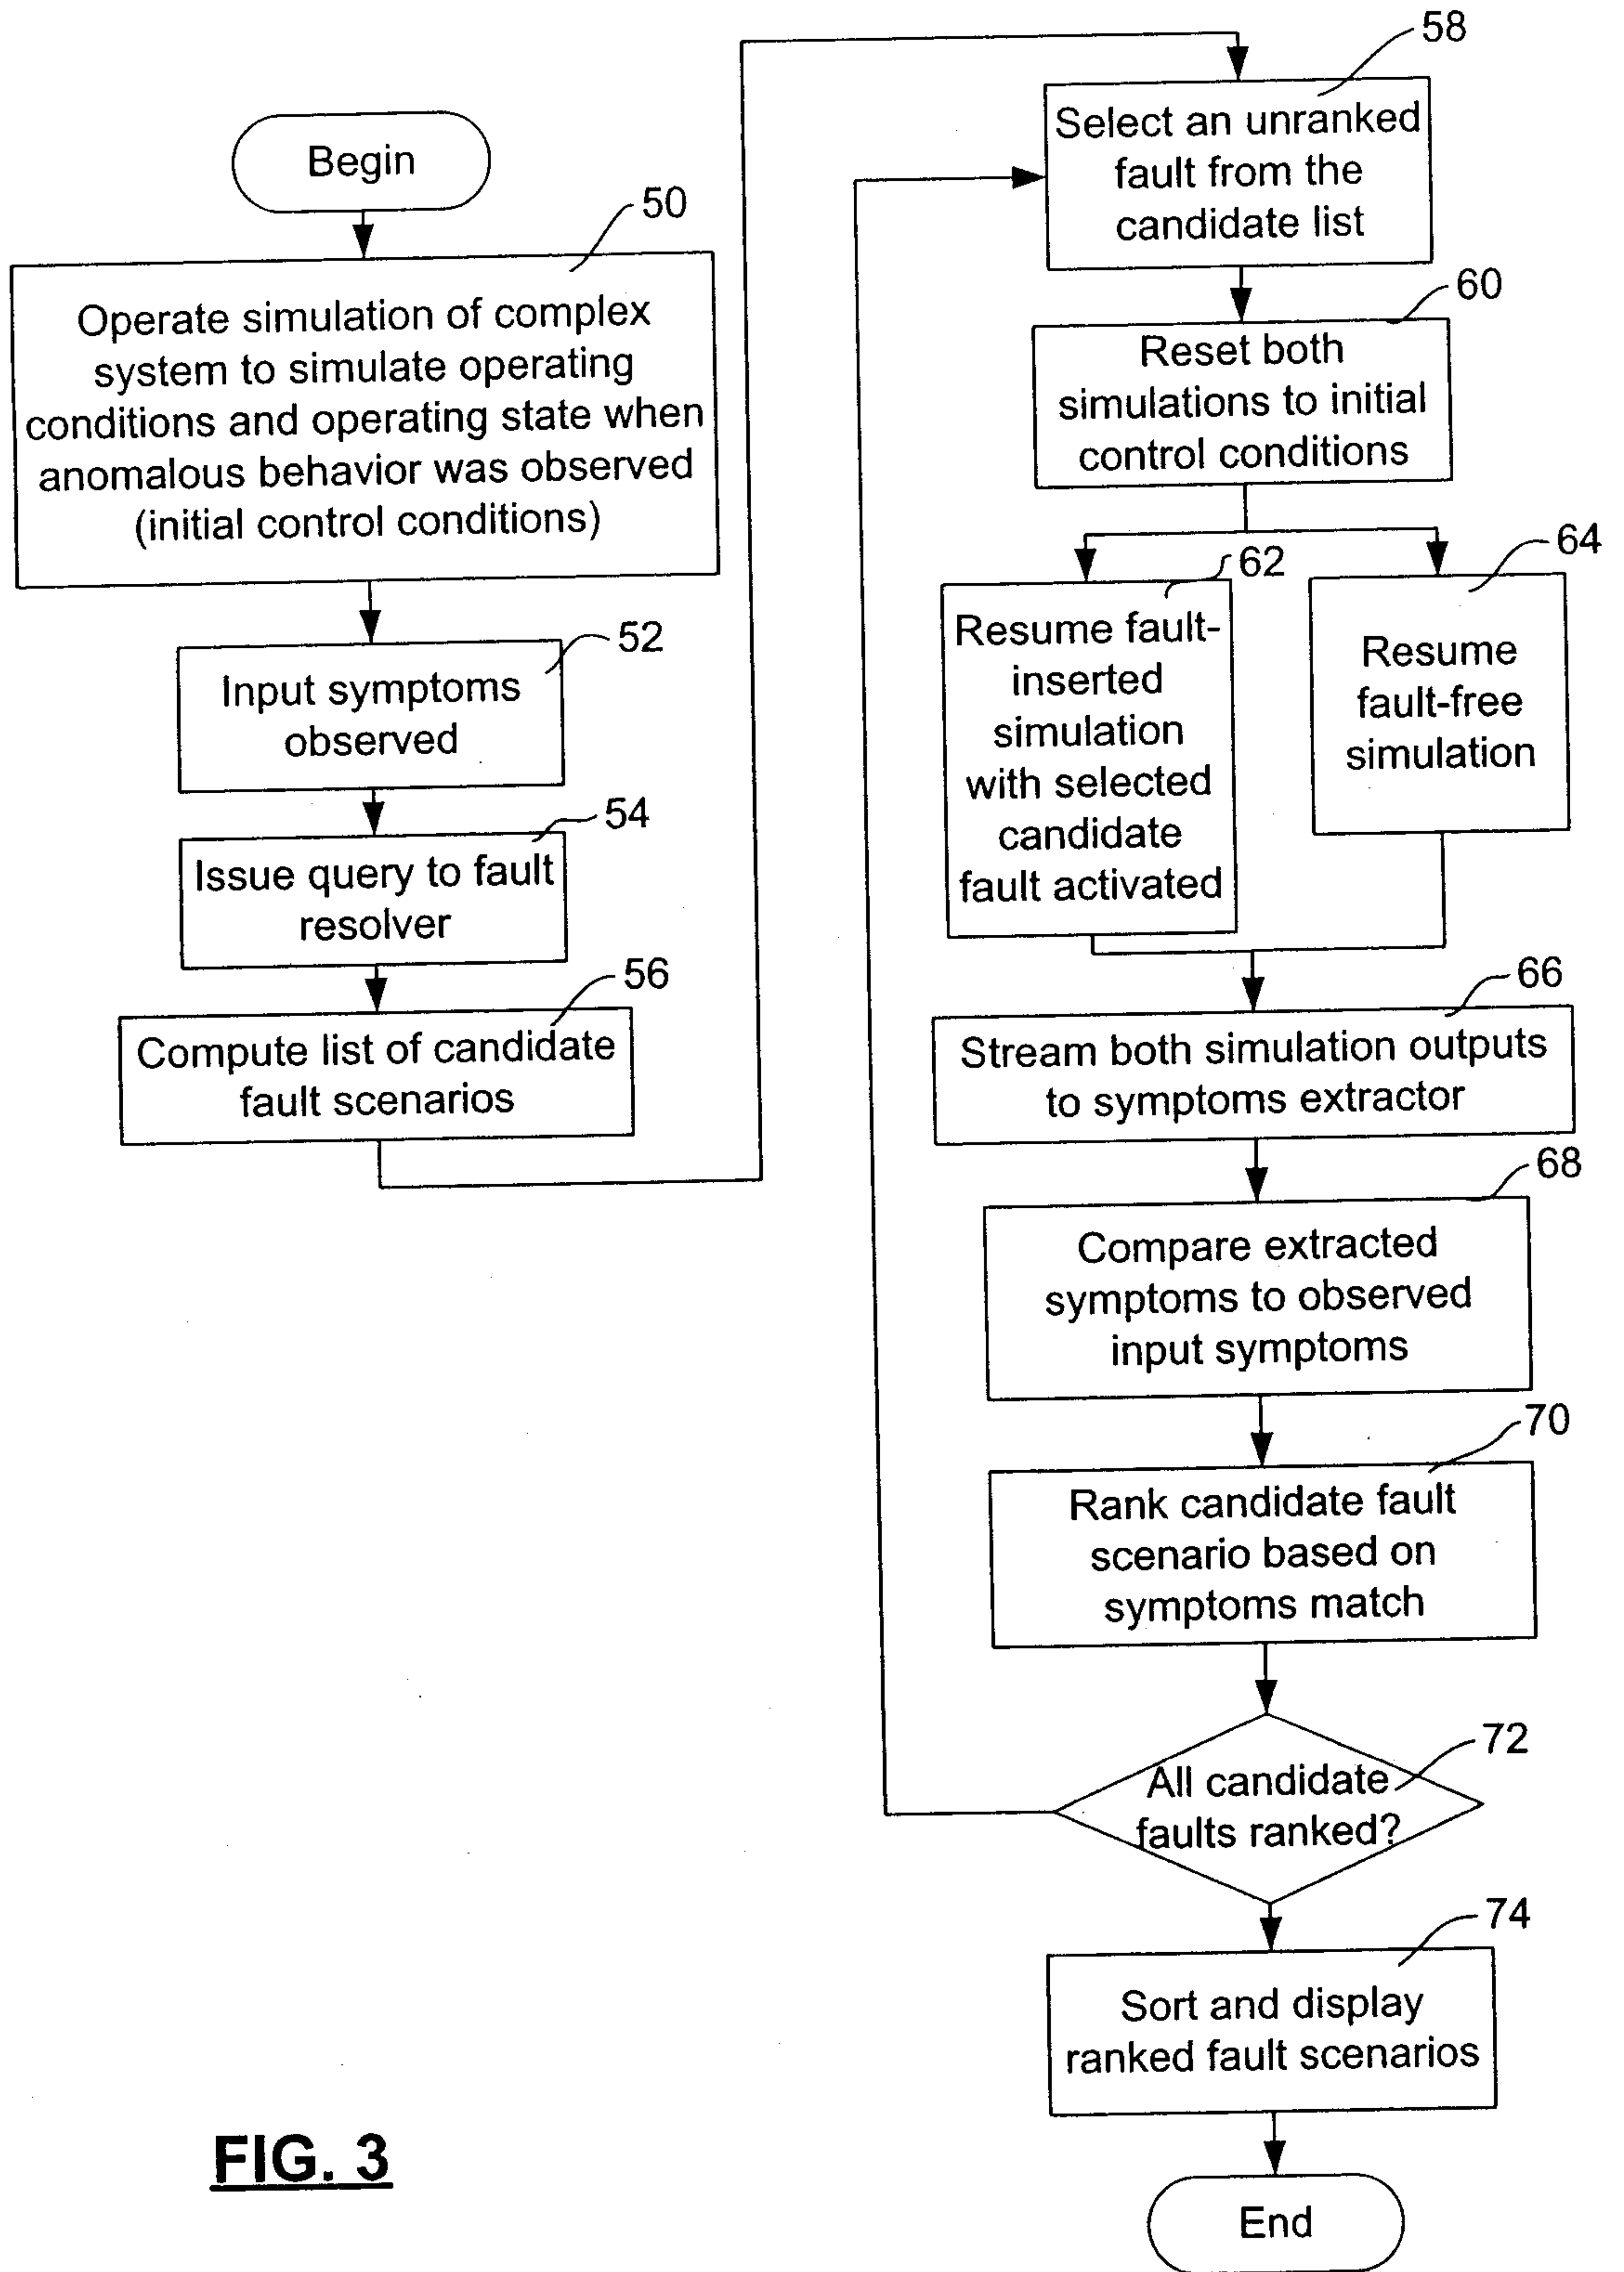 Begin
50
Operate simulation of complex
system to simulate operating
conditions and operating state when
anomalous behavior was observed
(initial control conditions)
52
Input symptoms
observed
54
Issue query to fault
resolver
56
Compute list of candidate
fault scenarios
58
Select an unranked
fault from the
candidate list
60
Reset both
simulations to initial
control conditions
62
Resume fault-
inserted
simulation
with selected
candidate
fault activated
64
Resume
fault-free
simulation
66
Stream both simulation outputs
to symptoms extractor
68
Compare extracted
symptoms to observed
input symptoms
70
Rank candidate fault
scenario based on
symptoms match
72
All candidate
faults ranked?
74
Sort and display
ranked fault scenarios
End
FIG. 3